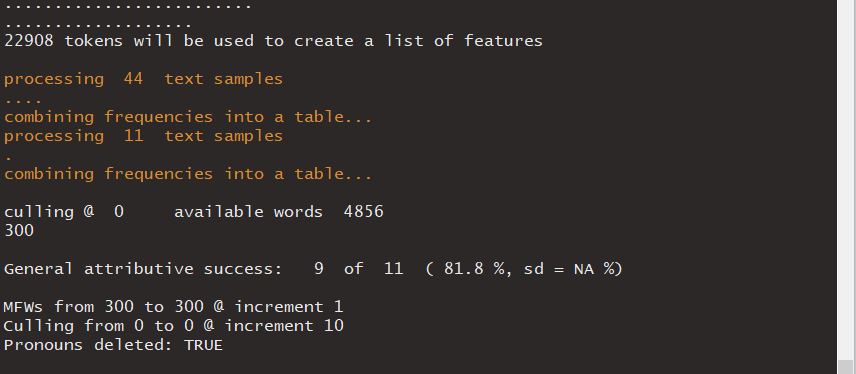 .........................
...................
22908 tokens will be used to create a list of features
processing  44  text samples
....
combining frequencies into a table...
processing  11  text samples
.
combining frequencies into a table...
culling @  0     available words  4856
300
General attributive success:   9  of  11  ( 81.8 %, sd = NA %)
MFWs from 300 to 300 @ increment 1
Culling from 0 to 0 @ increment 10
Pronouns deleted: TRUE